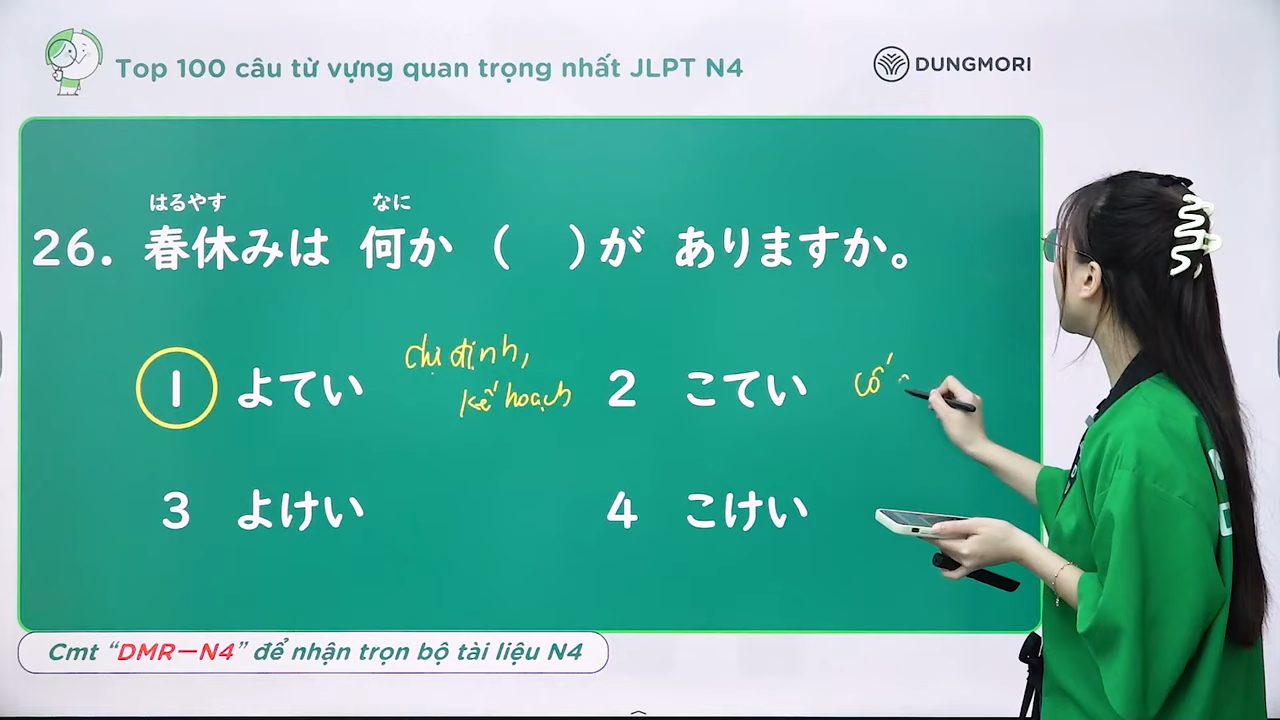 Top 100 câu từ vựng quan trọng nhất JLPT N4
DUNGMORI
はるやす なに
26. 春休みは 何か ( )が ありますか。
1 よてい
dự định,
kế hoạch
2 こてい
cố
3 よけい
4 こけい
Cmt “DMR—N4” để nhận trọn bộ tài liệu N4